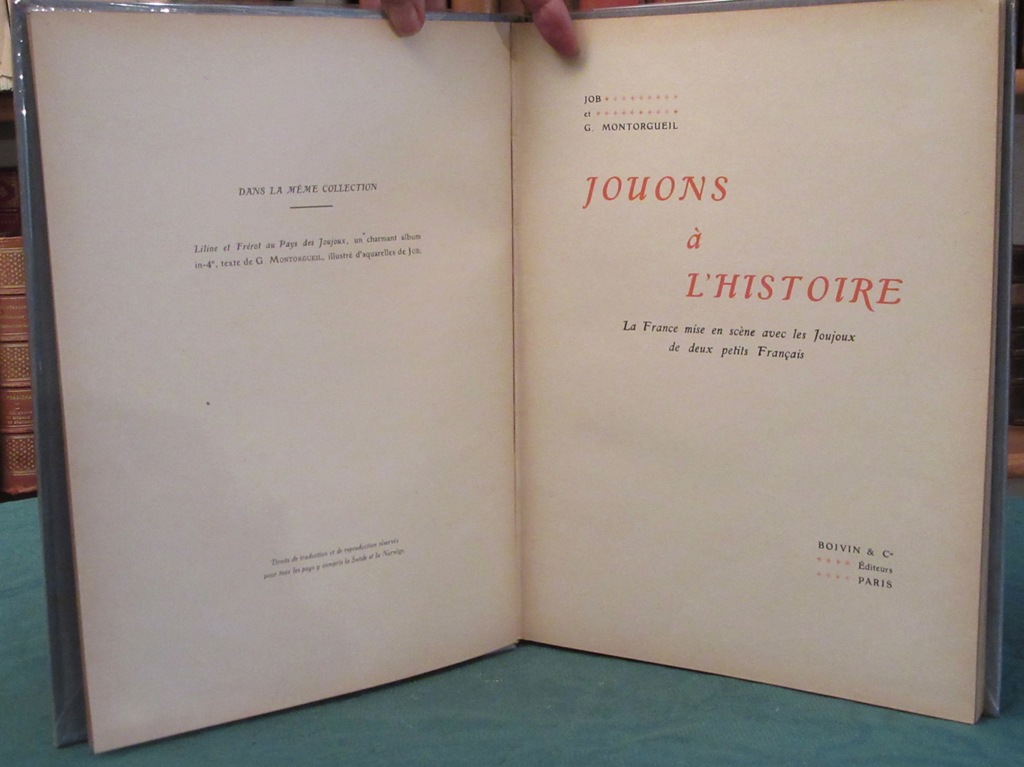 DANS LA MÊME COLLECTION
Liline et Frérot au Pays des Joujoux, un charmant album
in-4º, texte de G. MONTORGUEIL, illustré d'aquarelles de JOB.
Droits de traduction et de reproduction réservés
pour tous les pays y compris la Suède et la Norvège.
JOB
et
G. MONTORGUEIL
JOUONS
à
L'HISTOIRE
La France mise en scène avec les Joujoux
de deux petits Français
BOIVIN & Cie
Éditeurs
PARIS